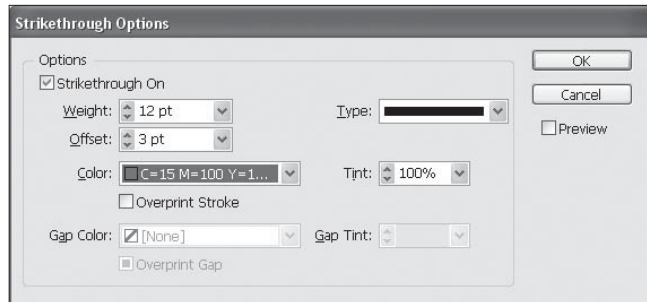 Strikethrough Options
Options
Strikethrough On
Weight: 12 pt
Type:
Offset: 3 pt
Color: C=15 M=100 Y=1...
Tint: 100%
Overprint Stroke
Gap Color: [None]
Gap Tint:
Overprint Gap
OK
Cancel
Preview